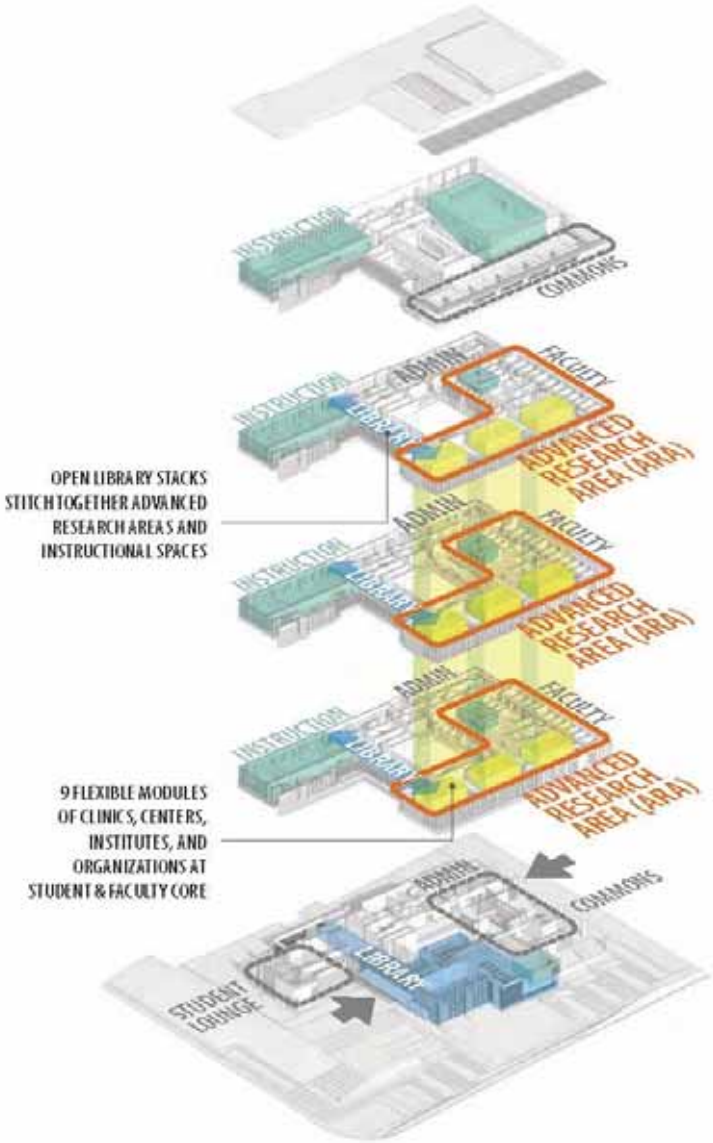 INSTRUCTION
COMMONS
ADMIN
FACULTY
INSTRUCTION
LIBRARY
ADVANCED
RESEARCH
AREA (ARA)
OPEN LIBRARY STACKS
STITCH TOGETHER ADVANCED
RESEARCH AREAS AND
INSTRUCTIONAL SPACES
ADMIN
FACULTY
INSTRUCTION
LIBRARY
ADVANCED
RESEARCH
AREA (ARA)
ADMIN
FACULTY
INSTRUCTION
LIBRARY
ADVANCED
RESEARCH
AREA (ARA)
9 FLEXIBLE MODULES
OF CLINICS, CENTERS,
INSTITUTES, AND
ORGANIZATIONS AT
STUDENT & FACULTY CORE
ADMIN
COMMONS
LIBRARY
STUDENT
LOUNGE